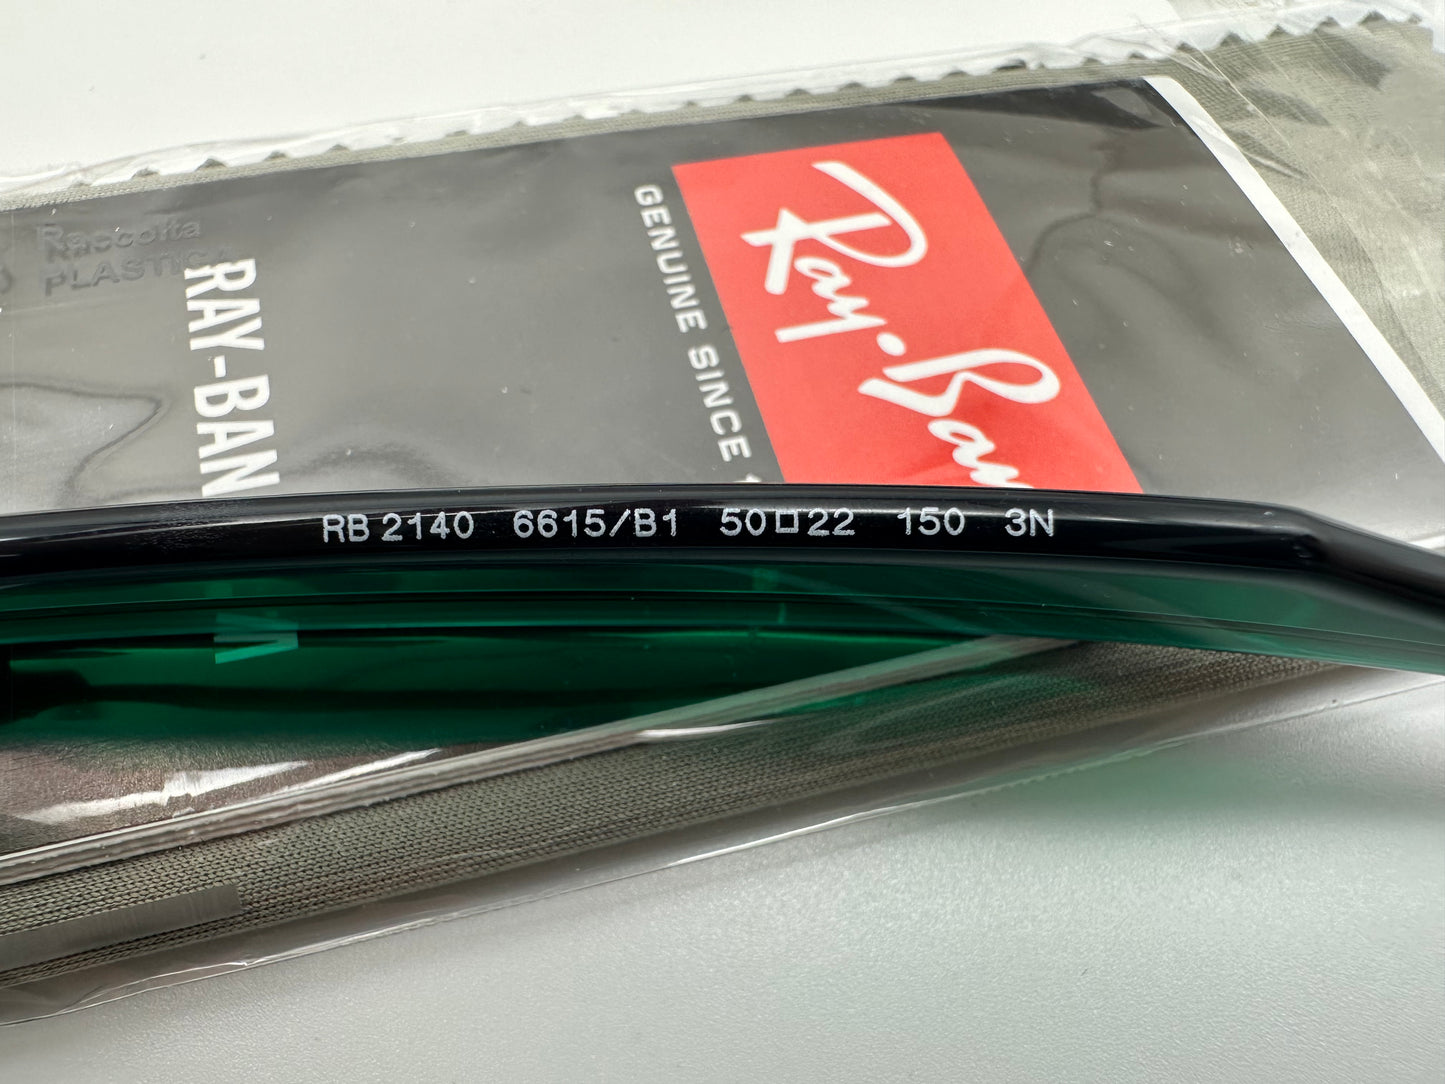 Raccolta
PLASTICA
RAY-BAN
GENUINE SINCE
Ray-Ban
RB 2140 6615/B1 50□22 150 3N